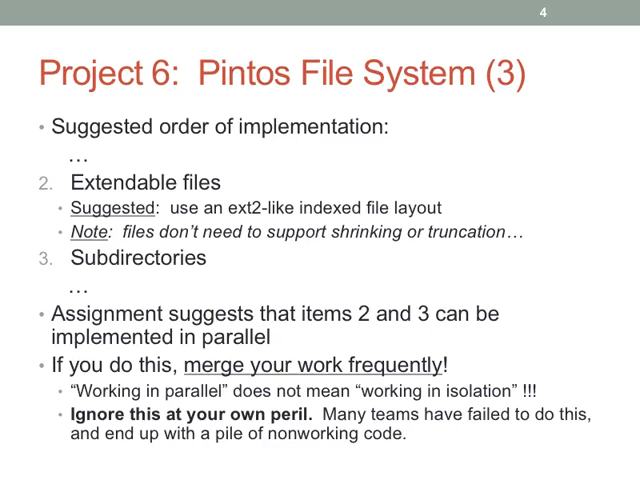 4
Project 6:  Pintos File System (3)
• Suggested order of implementation:
…
2. Extendable files
• Suggested:  use an ext2-like indexed file layout
• Note:  files don’t need to support shrinking or truncation…
3. Subdirectories
…
• Assignment suggests that items 2 and 3 can be
implemented in parallel
• If you do this, merge your work frequently!
• “Working in parallel” does not mean “working in isolation” !!!
• Ignore this at your own peril.  Many teams have failed to do this,
and end up with a pile of nonworking code.